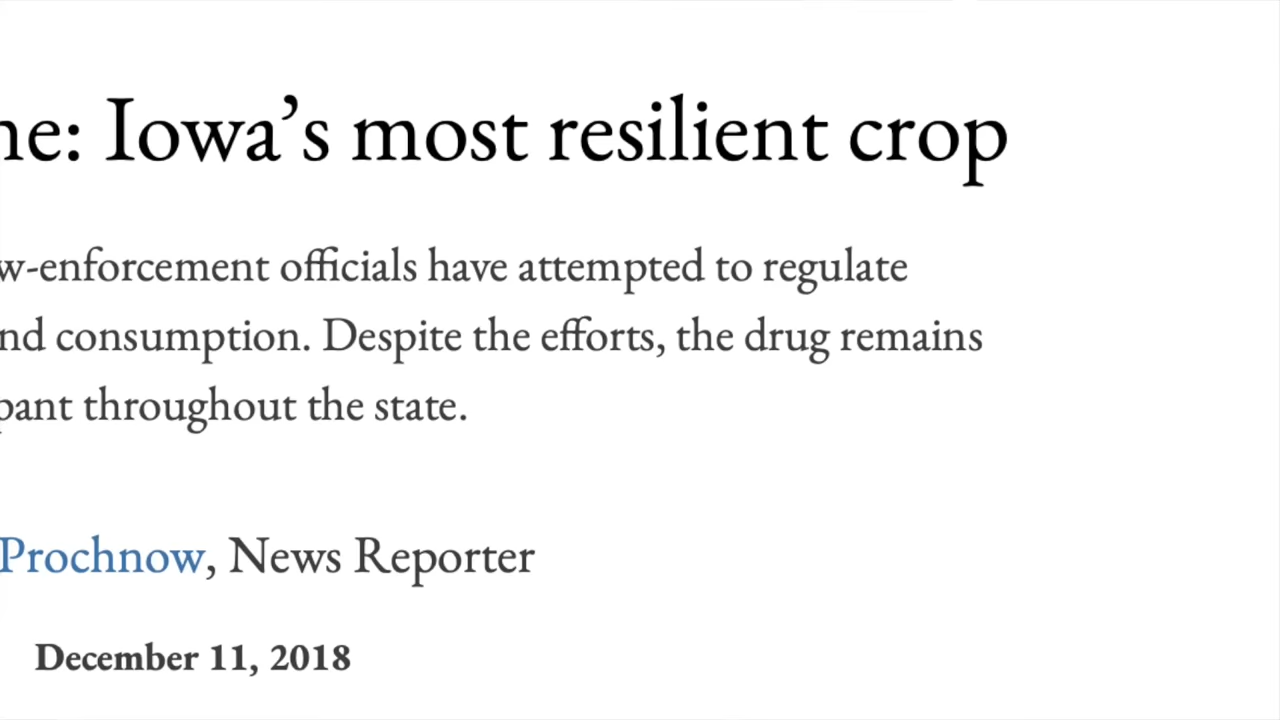 ne: Iowa’s most resilient crop
w-enforcement officials have attempted to regulate
nd consumption. Despite the efforts, the drug remains
pant throughout the state.
Prochnow, News Reporter
December 11, 2018